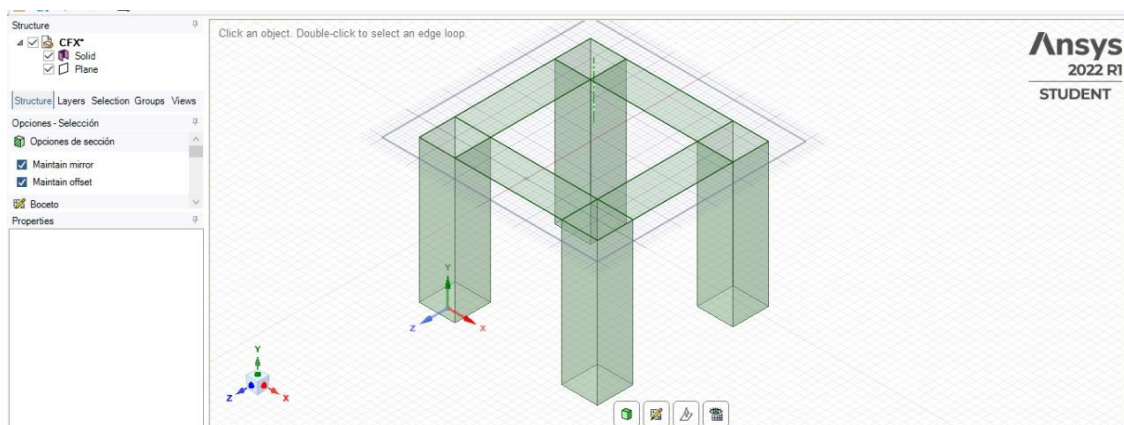 Structure
CFX*
Solid
Plane
Structure Layers Selection Groups Views
Opciones - Selección
Opciones de sección
Maintain mirror
Maintain offset
Boceto
Properties
Click an object. Double-click to select an edge loop.
Ansys
2022 R1
STUDENT
Y
Z
X
Y
Z
X